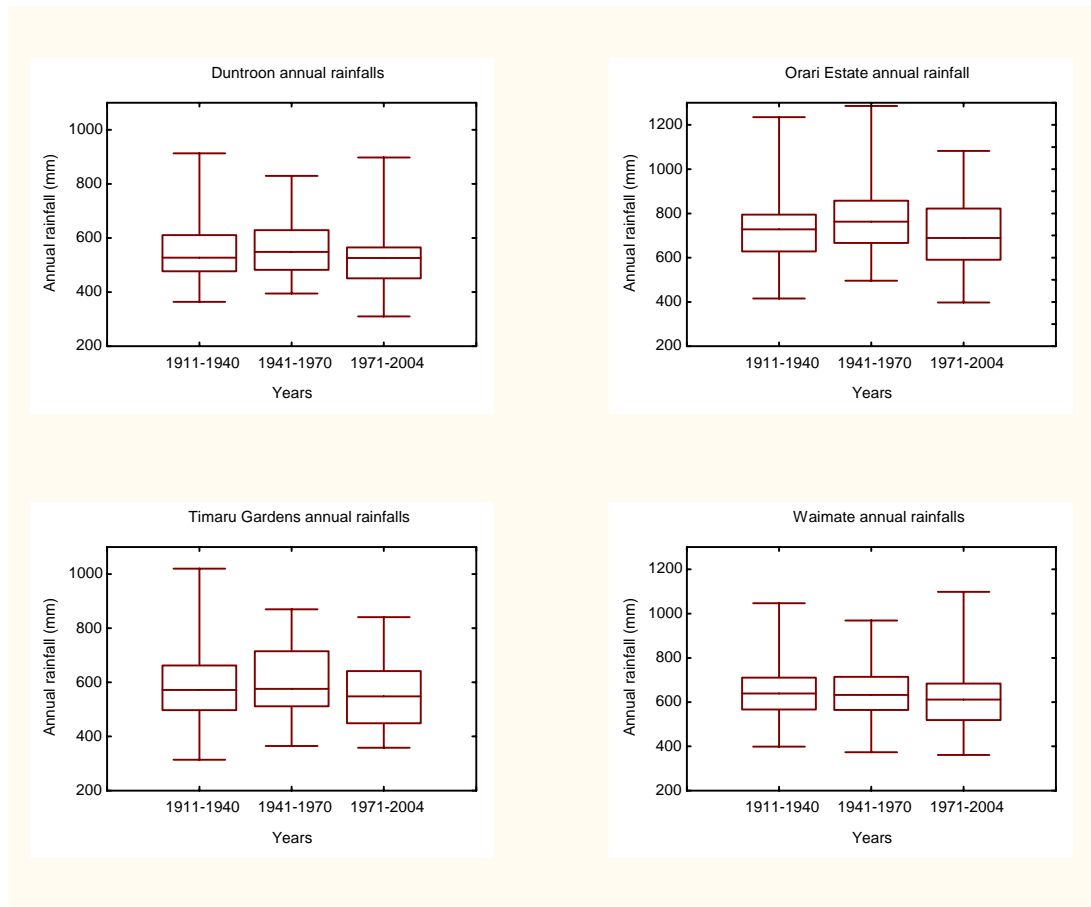 Duntroon annual rainfalls
1000
800
600
400
200
Annual rainfall (mm)
1911-1940 1941-1970 1971-2004
Years
Orari Estate annual rainfall
1200
1000
800
600
400
200
Annual rainfall (mm)
1911-1940 1941-1970 1971-2004
Years
Timaru Gardens annual rainfalls
1000
800
600
400
200
Annual rainfall (mm)
1911-1940 1941-1970 1971-2004
Years
Waimate annual rainfalls
1200
1000
800
600
400
200
Annual rainfall (mm)
1911-1940 1941-1970 1971-2004
Years